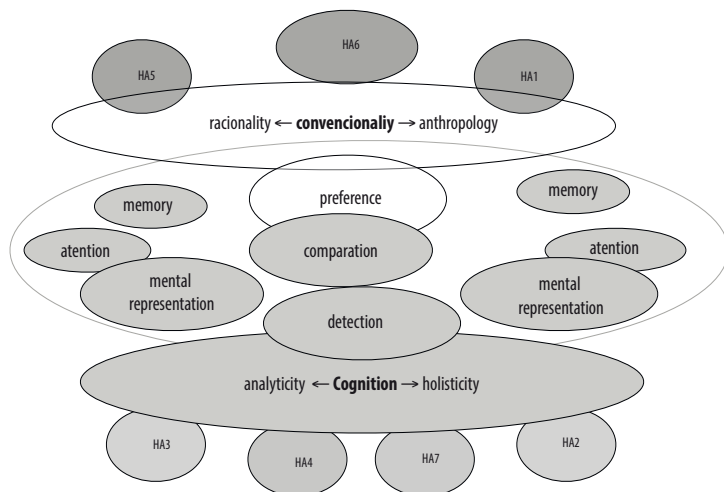 HA6
HA5
HA1
racionality ← convencionaliy → anthropology
preference
memory
memory
atention
comparation
atention
mental
representation
mental
representation
detection
analyticity ← Cognition → holisticity
HA3
HA4
HA7
HA2